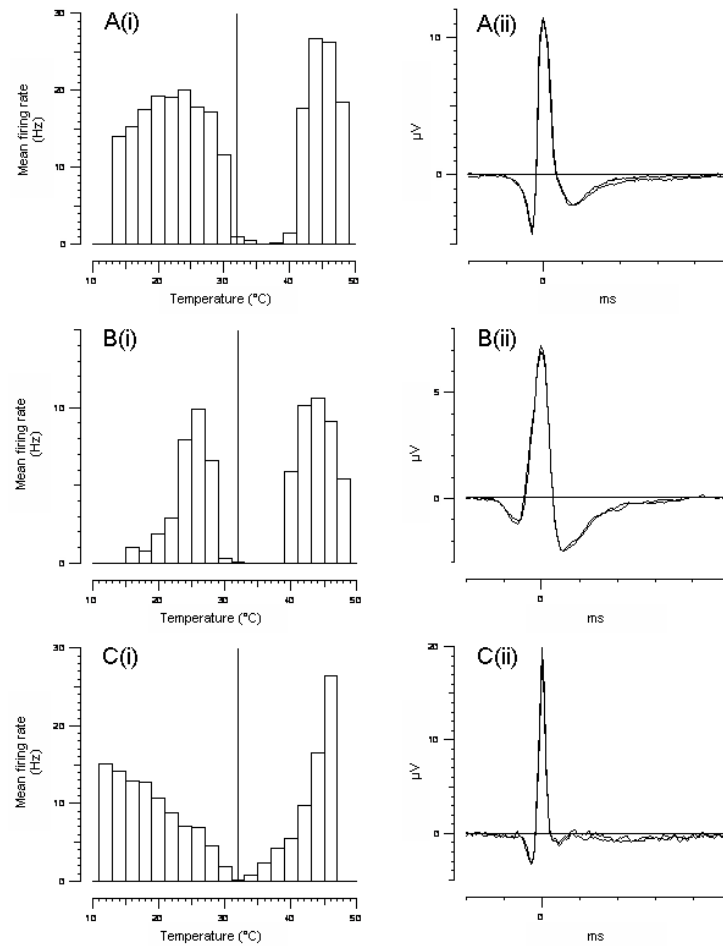 A(i)
30
20
10
0
Mean firing rate
(Hz)
10 20 30 40 50
Temperature (°C)
A(ii)
10
0
µV
0
ms
B(i)
10
0
Mean firing rate
(Hz)
10 20 30 40 50
Temperature (°C)
B(ii)
5
0
µV
0
ms
C(i)
30
20
10
0
Mean firing rate
(Hz)
10 20 30 40 50
Temperature (°C)
C(ii)
20
10
0
µV
0
ms